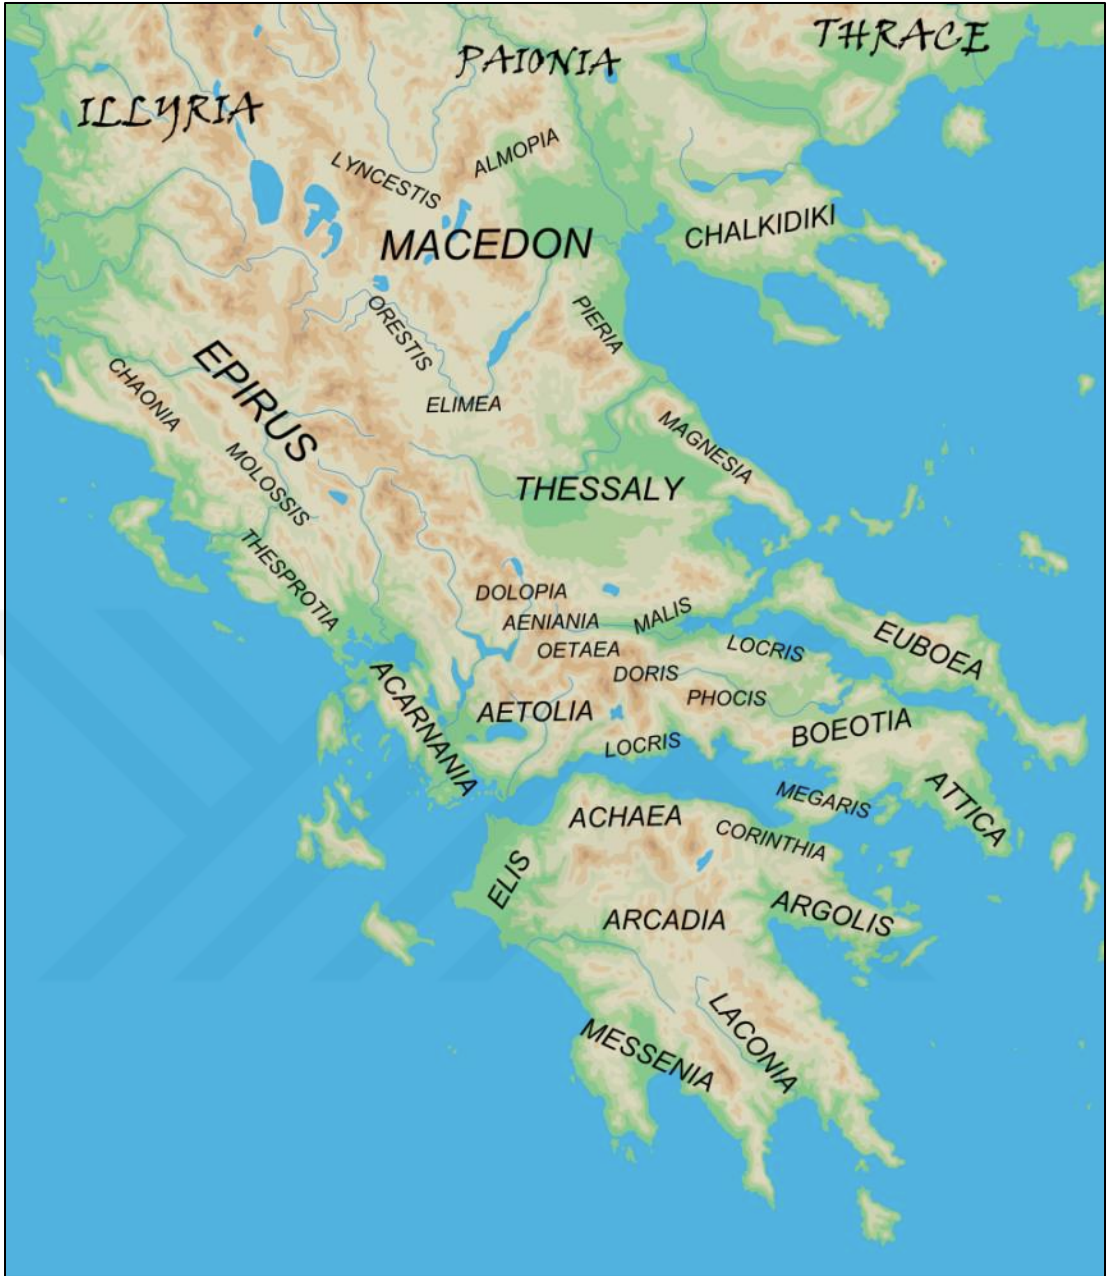 THRACE
PAIONIA
ILLYRIA
ALMOPIA
LYNCESTIS
CHALKIDIKI
MACEDON
PIERIA
ORESTIS
EPIRUS
CHAONIA
ELIMEA
MAGNESIA
MOLOSSIS
THESSALY
THESPROTIA
DOLOPIA
AENIANIA
MALIS
OETAEA
LOCRIS
EUBOEA
DORIS
PHOCIS
ACARNANIA
AETOLIA
BOEOTIA
LOCRIS
MEGARIS
ATTICA
ACHAEA
CORINTHIA
ELIS
ARCADIA
ARGOLIS
LACONIA
MESSENIA